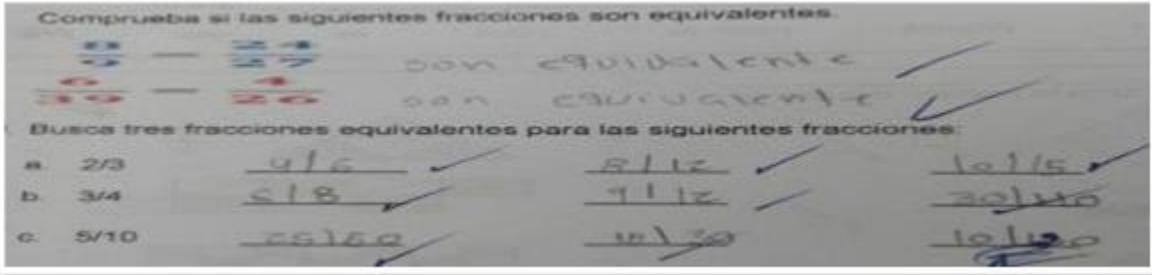 Comprueba si las siguientes fracciones son equivalentes.
8/9 = 24/27 son equivalente
6/39 = 4/26 son equivalente
Busca tres fracciones equivalentes para las siguientes fracciones:
a. 2/3 4/6 8/12 10/15
b. 3/4 6/8 9/12 30/40
c. 5/10 25/50